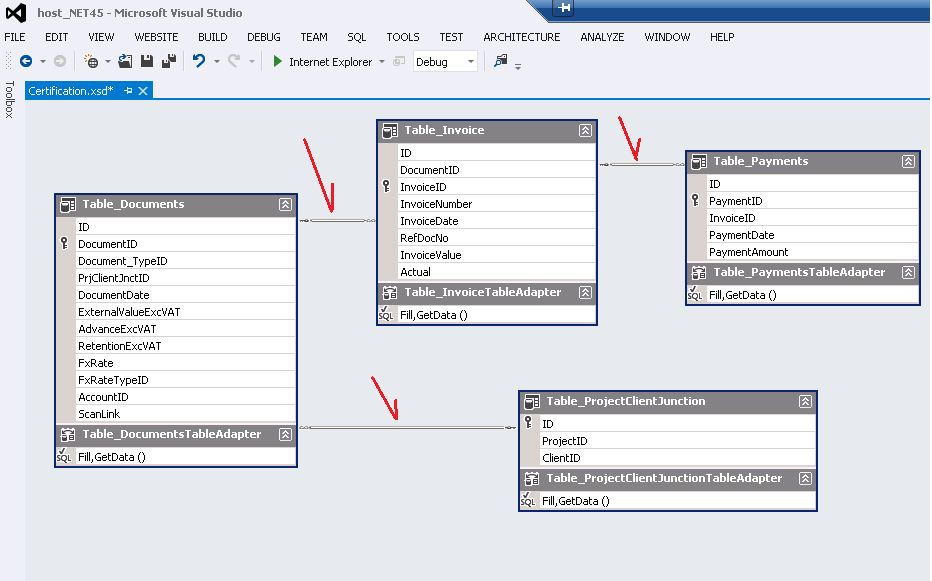 host_NET45 - Microsoft Visual Studio
FILE EDIT VIEW WEBSITE BUILD DEBUG TEAM SQL TOOLS TEST ARCHITECTURE ANALYZE WINDOW HELP
Internet Explorer Debug
Toolbox
Certification.xsd*
Table_Documents
ID
DocumentID
Document_TypeID
PrjClientJnctID
DocumentDate
ExternalValueExcVAT
AdvanceExcVAT
RetentionExcVAT
FxRate
FxRateTypeID
AccountID
ScanLink
Table_DocumentsTableAdapter
SQL Fill,GetData ()
Table_Invoice
ID
DocumentID
InvoiceID
InvoiceNumber
InvoiceDate
RefDocNo
InvoiceValue
Actual
Table_InvoiceTableAdapter
SQL Fill,GetData ()
Table_Payments
ID
PaymentID
InvoiceID
PaymentDate
PaymentAmount
Table_PaymentsTableAdapter
SQL Fill,GetData ()
Table_ProjectClientJunction
ID
ProjectID
ClientID
Table_ProjectClientJunctionTableAdapter
SQL Fill,GetData ()